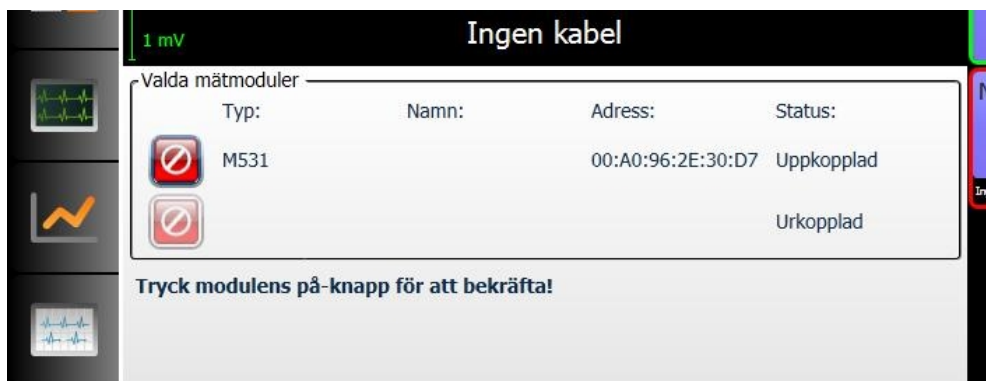 1 mV
Ingen kabel
Valda mätmoduler
Typ: Namn: Adress: Status:
M531 00:A0:96:2E:30:D7 Uppkopplad
Urkopplad
Tryck modulens på-knapp för att bekräfta!